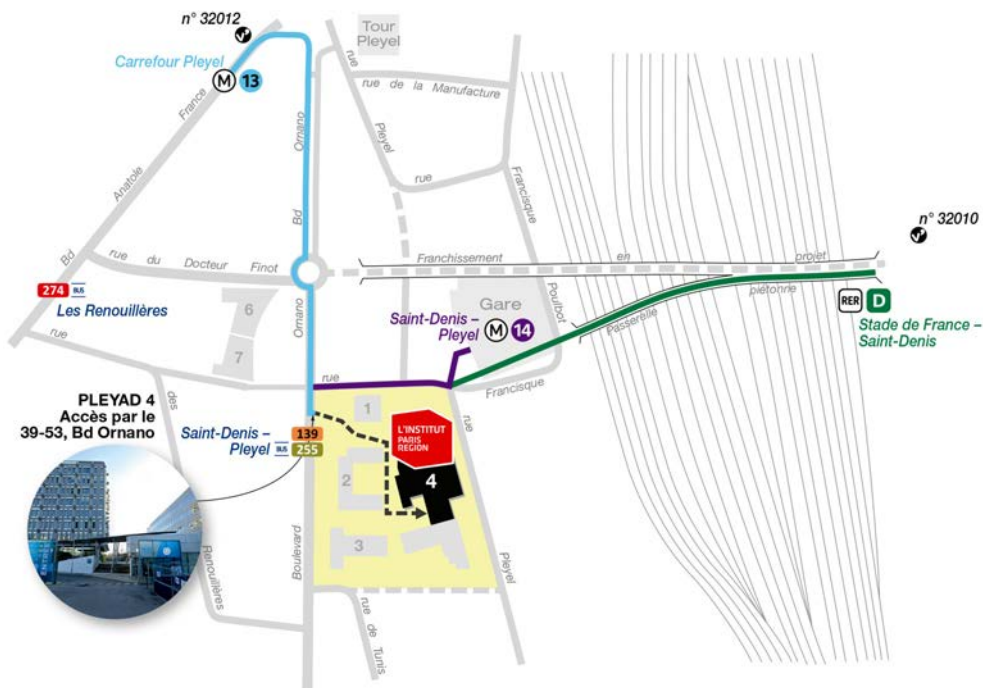 n° 32012
Tour
Pleyel
Carrefour Pleyel
M 13
rue de la Manufacture
rue
Pleyel
rue
Francisque
Poulbot
Bd Ornano
Bd Anatole France
n° 32010
Franchissement en projet
rue du Docteur Finot
274 BUS
Les Renouillères
Ornano
6
7
Gare
Saint-Denis –
Pleyel
M 14
Passerelle piétonne
RER D
Stade de France –
Saint-Denis
rue
rue
Francisque
PLEYAD 4
Accès par le
39-53, Bd Ornano
des
Renouillères
Saint-Denis –
Pleyel
139
BUS 255
1
L'INSTITUT
PARIS
REGION
4
2
3
rue
Pleyel
Boulevard
rue de Tunis